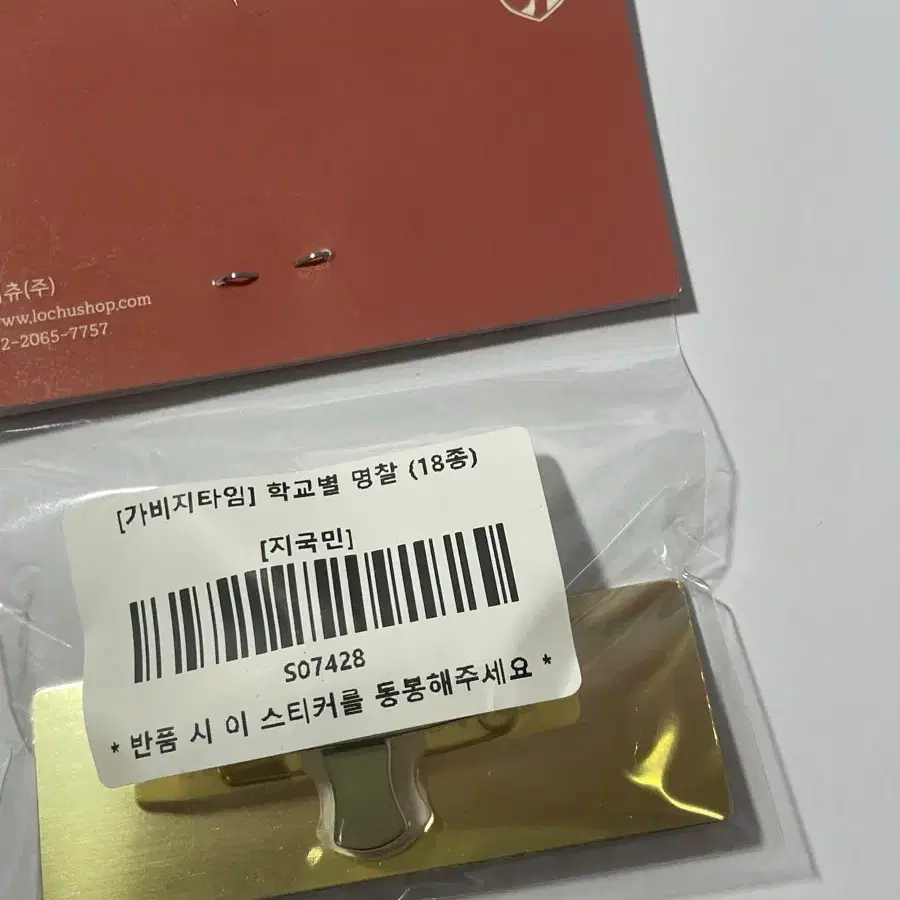 츄(주)
www.lochushop.com
2-2065-7757
[가비지타임] 학교별 명찰 (18종)
[지국민]
S07428
* 반품 시 이 스티커를 동봉해주세요 *